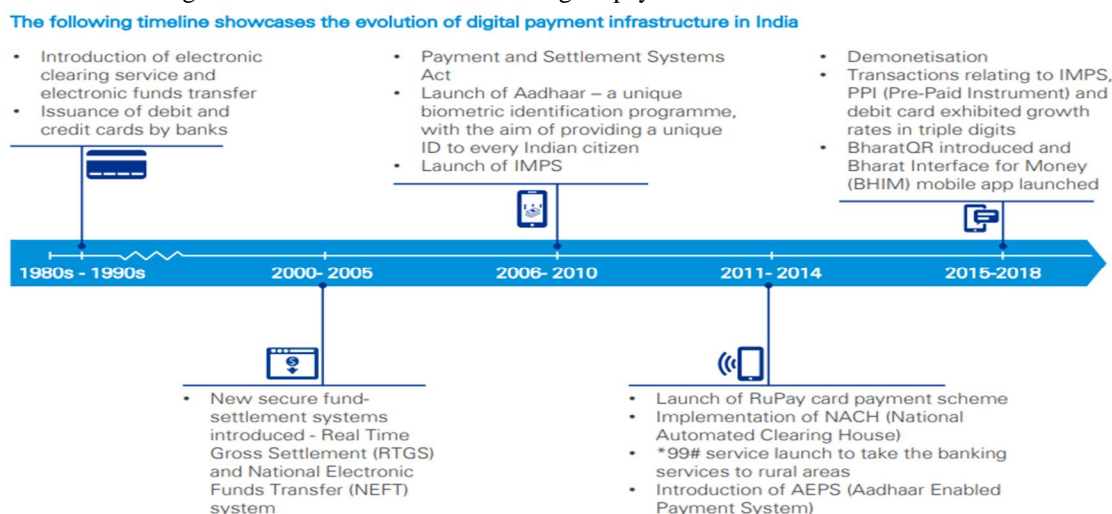 The following timeline showcases the evolution of digital payment infrastructure in India
• Introduction of electronic
clearing service and
electronic funds transfer
• Issuance of debit and
credit cards by banks
• Payment and Settlement Systems
Act
• Launch of Aadhaar – a unique
biometric identification programme,
with the aim of providing a unique
ID to every Indian citizen
• Launch of IMPS
• Demonetisation
• Transactions relating to IMPS,
PPI (Pre-Paid Instrument) and
debit card exhibited growth
rates in triple digits
• BharatQR introduced and
Bharat Interface for Money
(BHIM) mobile app launched
1980s - 1990s
2000- 2005
2006- 2010
2011- 2014
2015-2018
• New secure fund-
settlement systems
introduced - Real Time
Gross Settlement (RTGS)
and National Electronic
Funds Transfer (NEFT)
system
• Launch of RuPay card payment scheme
• Implementation of NACH (National
Automated Clearing House)
• *99# service launch to take the banking
services to rural areas
• Introduction of AEPS (Aadhaar Enabled
Payment System)